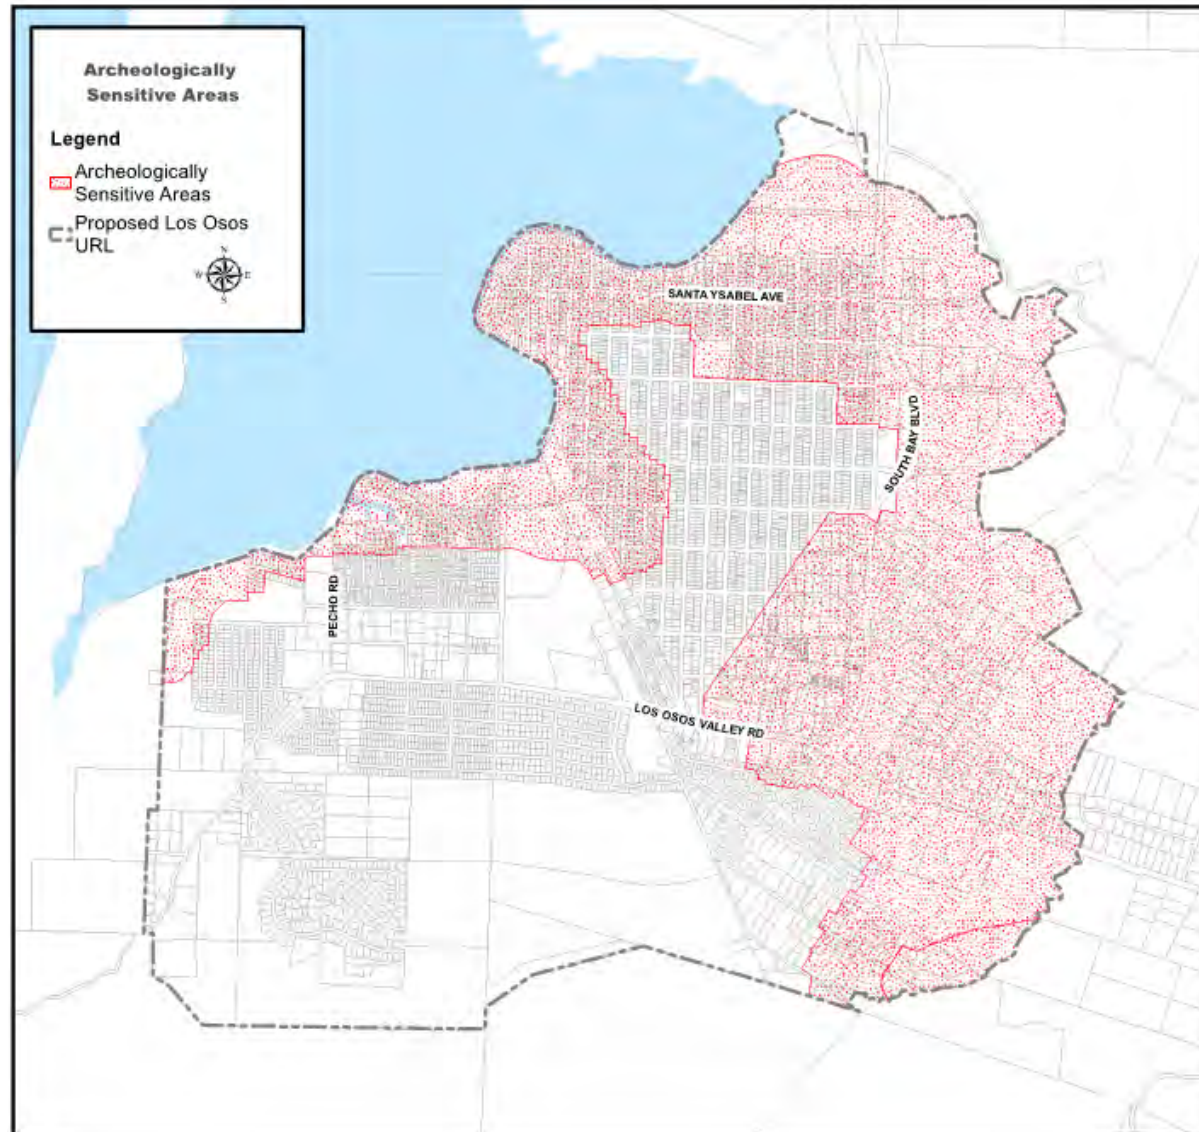 Archeologically
Sensitive Areas
Legend
Archeologically
Sensitive Areas
Proposed Los Osos
URL
N
W
E
S
SANTA YSABEL AVE
SOUTH BAY BLVD
PECHO RD
LOS OSOS VALLEY RD